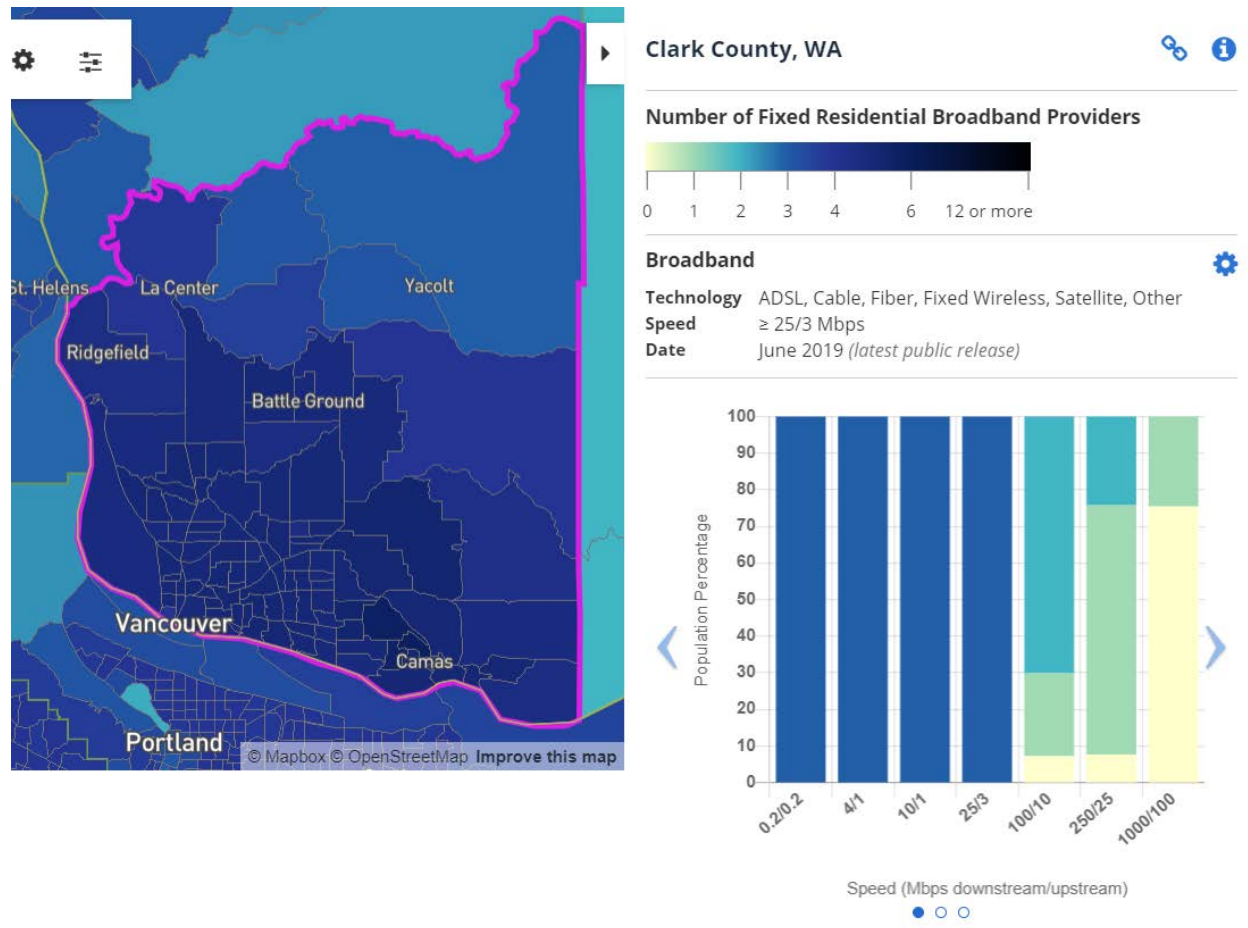 St. Helens
La Center
Yacolt
Ridgefield
Battle Ground
Vancouver
Camas
Portland
© Mapbox © OpenStreetMap Improve this map
Clark County, WA
Number of Fixed Residential Broadband Providers
0 1 2 3 4 6 12 or more
Broadband
Technology ADSL, Cable, Fiber, Fixed Wireless, Satellite, Other
Speed ≥ 25/3 Mbps
Date June 2019 (latest public release)
Population Percentage
100
90
80
70
60
50
40
30
20
10
0
0.2/0.2 4/1 10/1 25/3 100/10 250/25 1000/100
Speed (Mbps downstream/upstream)